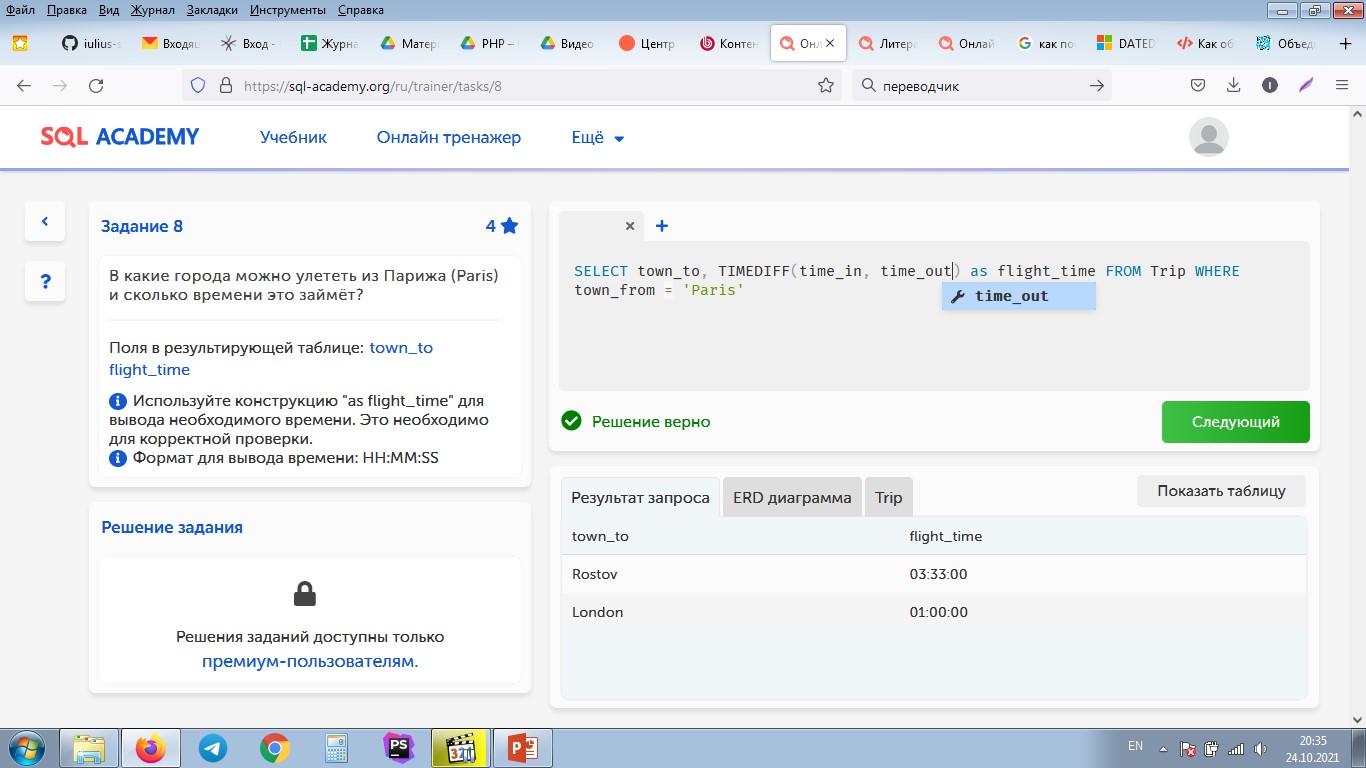 Файл Правка Вид Журнал Закладки Инструменты Справка
iulius-s Входящ Вход - Журна Матер PHP – Видео Центр Контен Онл Литера Онлай как по DATED Как об Объед
https://sql-academy.org/ru/trainer/tasks/8 переводчик
SQL ACADEMY Учебник Онлайн тренажер Ещё
Задание 8 4
В какие города можно улететь из Парижа (Paris)
и сколько времени это займёт?
Поля в результирующей таблице: town_to
flight_time
Используйте конструкцию "as flight_time" для
вывода необходимого времени. Это необходимо
для корректной проверки.
Формат для вывода времени: HH:MM:SS
Решение задания
Решения заданий доступны только
премиум-пользователям.
SELECT town_to, TIMEDIFF(time_in, time_out) as flight_time FROM Trip WHERE
town_from = 'Paris'
time_out
Решение верно
Следующий
Результат запроса ERD диаграмма Trip
Показать таблицу
town_to flight_time
Rostov 03:33:00
London 01:00:00
PS
321
EN
20:35
24.10.2021